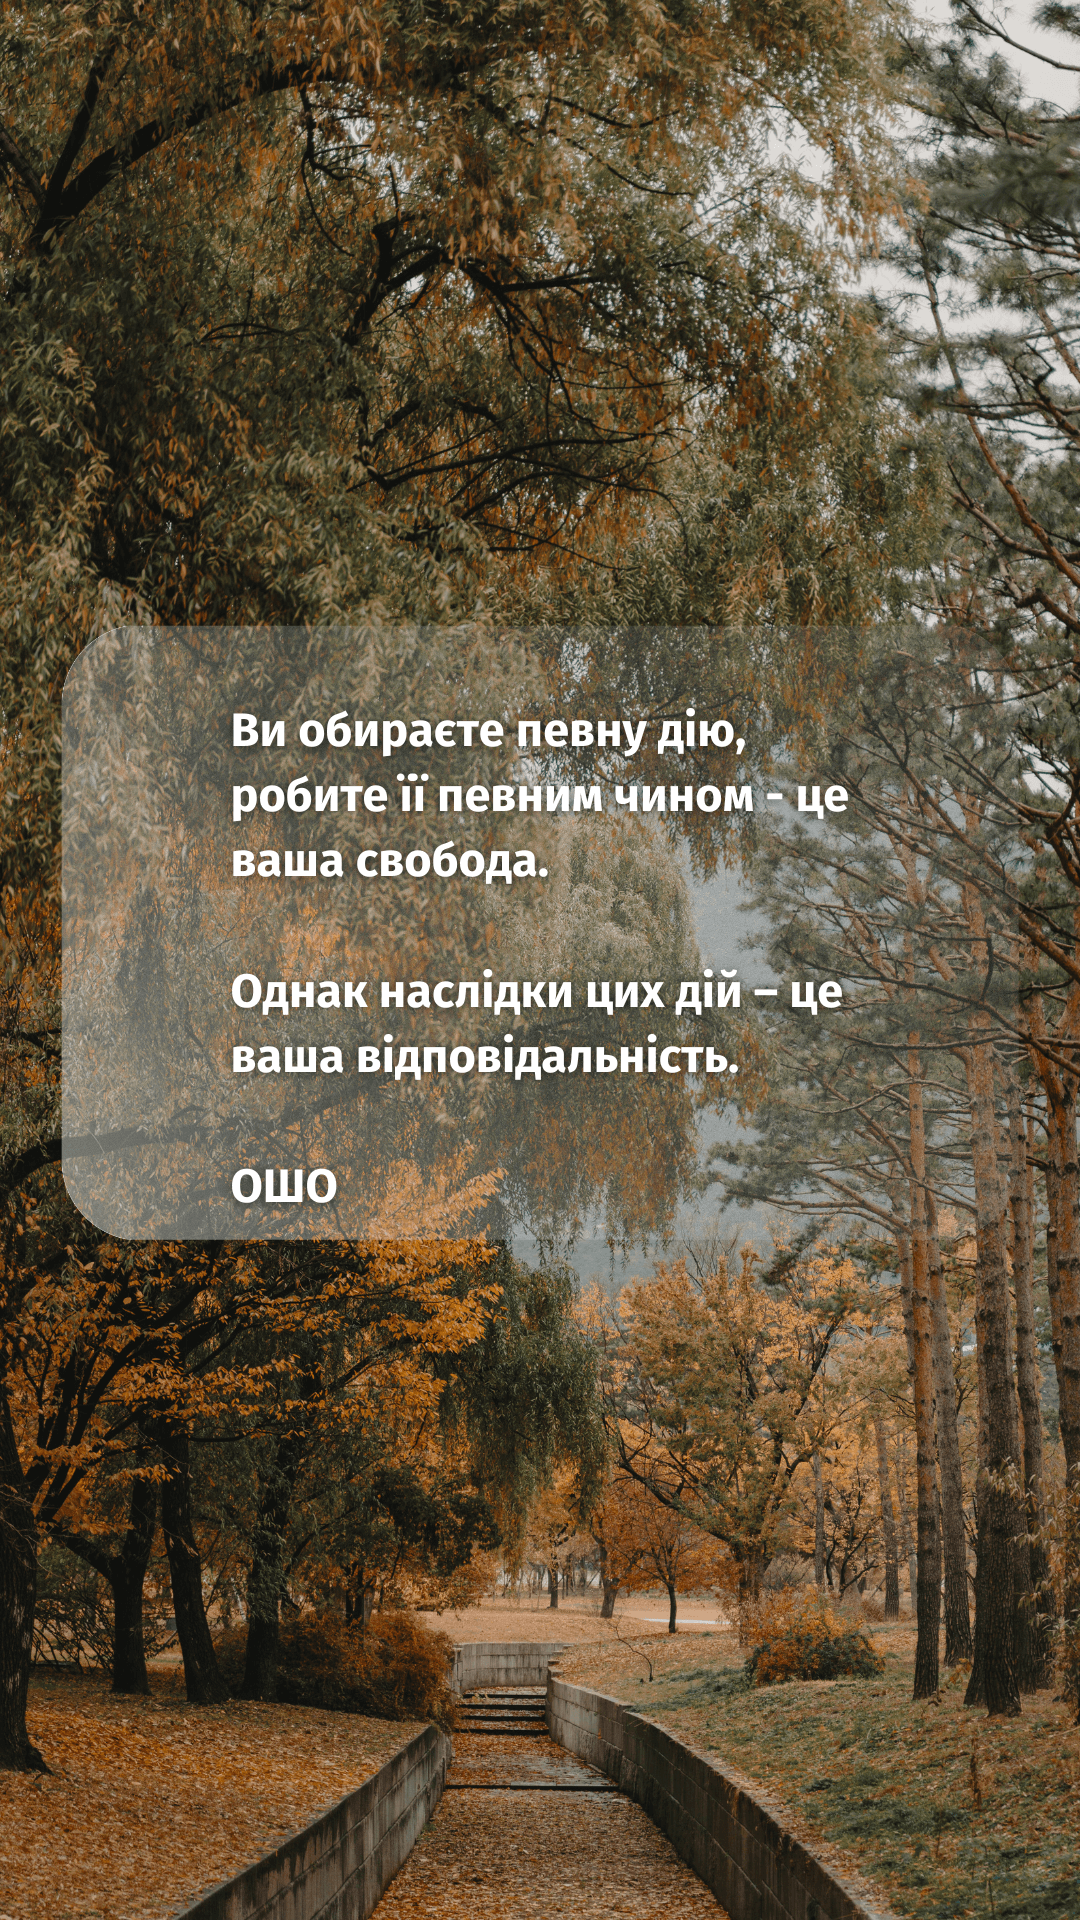 Ви обираєте певну дію,
робите її певним чином - це
ваша свобода.
Однак наслідки цих дій – це
ваша відповідальність.
ОШО